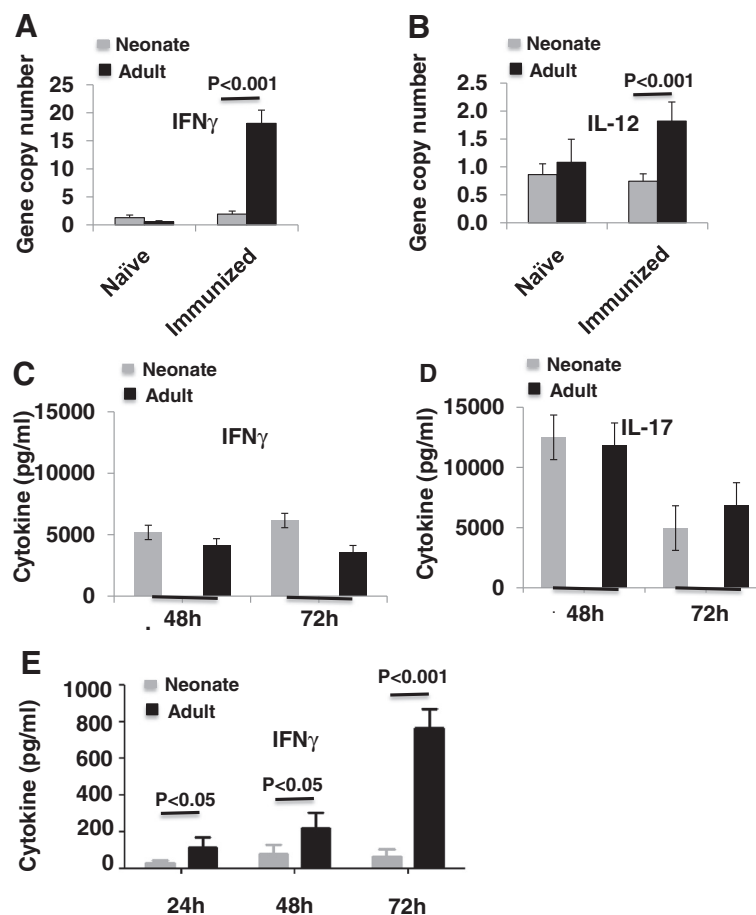 A
Neonate
Adult
P<0.001
IFNγ
Gene copy number
25
20
15
10
5
0
Naïve
Immunized
B
Neonate
Adult
P<0.001
IL-12
Gene copy number
2.5
2.0
1.5
1.0
0.5
0.0
Naïve
Immunized
C
Neonate
Adult
IFNγ
Cytokine (pg/ml)
15000
10000
5000
0
48h
72h
D
Neonate
Adult
IL-17
Cytokine (pg/ml)
15000
10000
5000
0
48h
72h
E
Neonate
Adult
IFNγ
P<0.05
P<0.05
P<0.001
Cytokine (pg/ml)
1000
800
600
400
200
0
24h
48h
72h